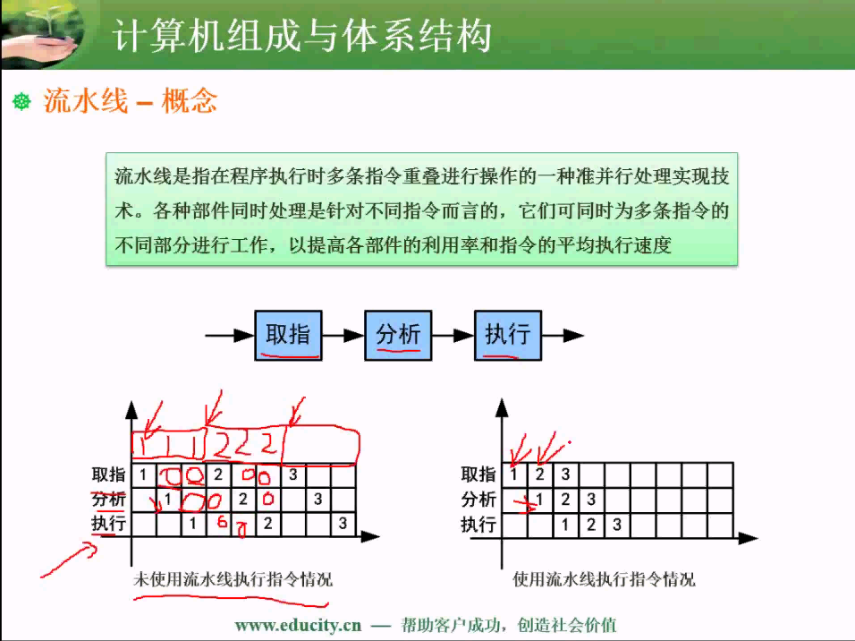 计算机组成与体系结构
流水线 – 概念
流水线是指在程序执行时多条指令重叠进行操作的一种准并行处理实现技
术。各种部件同时处理是针对不同指令而言的，它们可同时为多条指令的
不同部分进行工作，以提高各部件的利用率和指令的平均执行速度
取指 分析 执行
1 1 1 2 2 2
取指 1 0 0 2 0 0 3
分析 1 0 0 2 0 3
执行 1 6 0 2 3
未使用流水线执行指令情况
取指 1 2 3
分析 1 2 3
执行 1 2 3
使用流水线执行指令情况
www.educity.cn — 帮助客户成功，创造社会价值